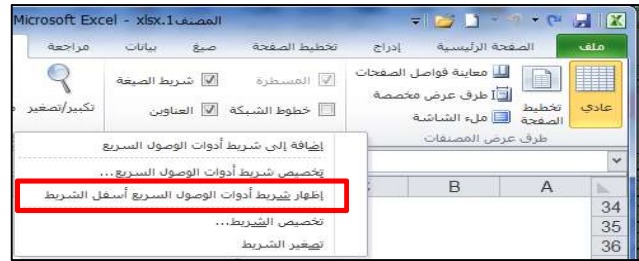 المصنف1.xlsx - Microsoft Excel
ملف الصفحة الرئيسية إدراج تخطيط الصفحة صيغ بيانات مراجعة
عادي
تخطيط الصفحة
معاينة فواصل الصفحات
طرق عرض مخصصة
ملء الشاشة
طرق عرض المصنفات
المسطرة
شريط الصيغة
خطوط الشبكة
العناوين
تكبير/تصغير
إضافة إلى شريط أدوات الوصول السريع
تخصيص شريط أدوات الوصول السريع...
إظهار شريط أدوات الوصول السريع أسفل الشريط
تخصيص الشريط...
تصغير الشريط
A B
34
35
36